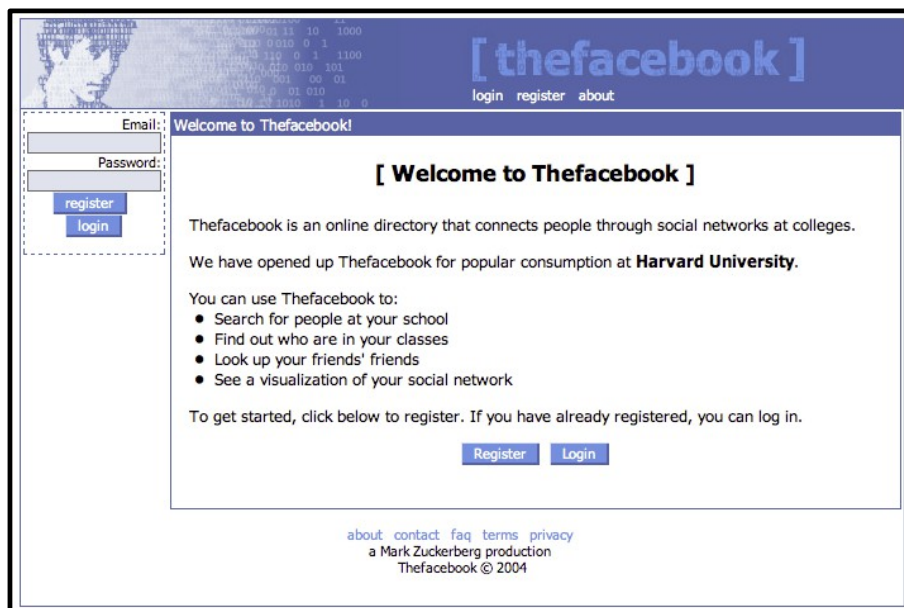 [ thefacebook ]
login register about
Email:
Password:
register
login
Welcome to Thefacebook!
[ Welcome to Thefacebook ]
Thefacebook is an online directory that connects people through social networks at colleges.
We have opened up Thefacebook for popular consumption at Harvard University.
You can use Thefacebook to:
• Search for people at your school
• Find out who are in your classes
• Look up your friends' friends
• See a visualization of your social network
To get started, click below to register. If you have already registered, you can log in.
Register Login
about contact faq terms privacy
a Mark Zuckerberg production
Thefacebook © 2004